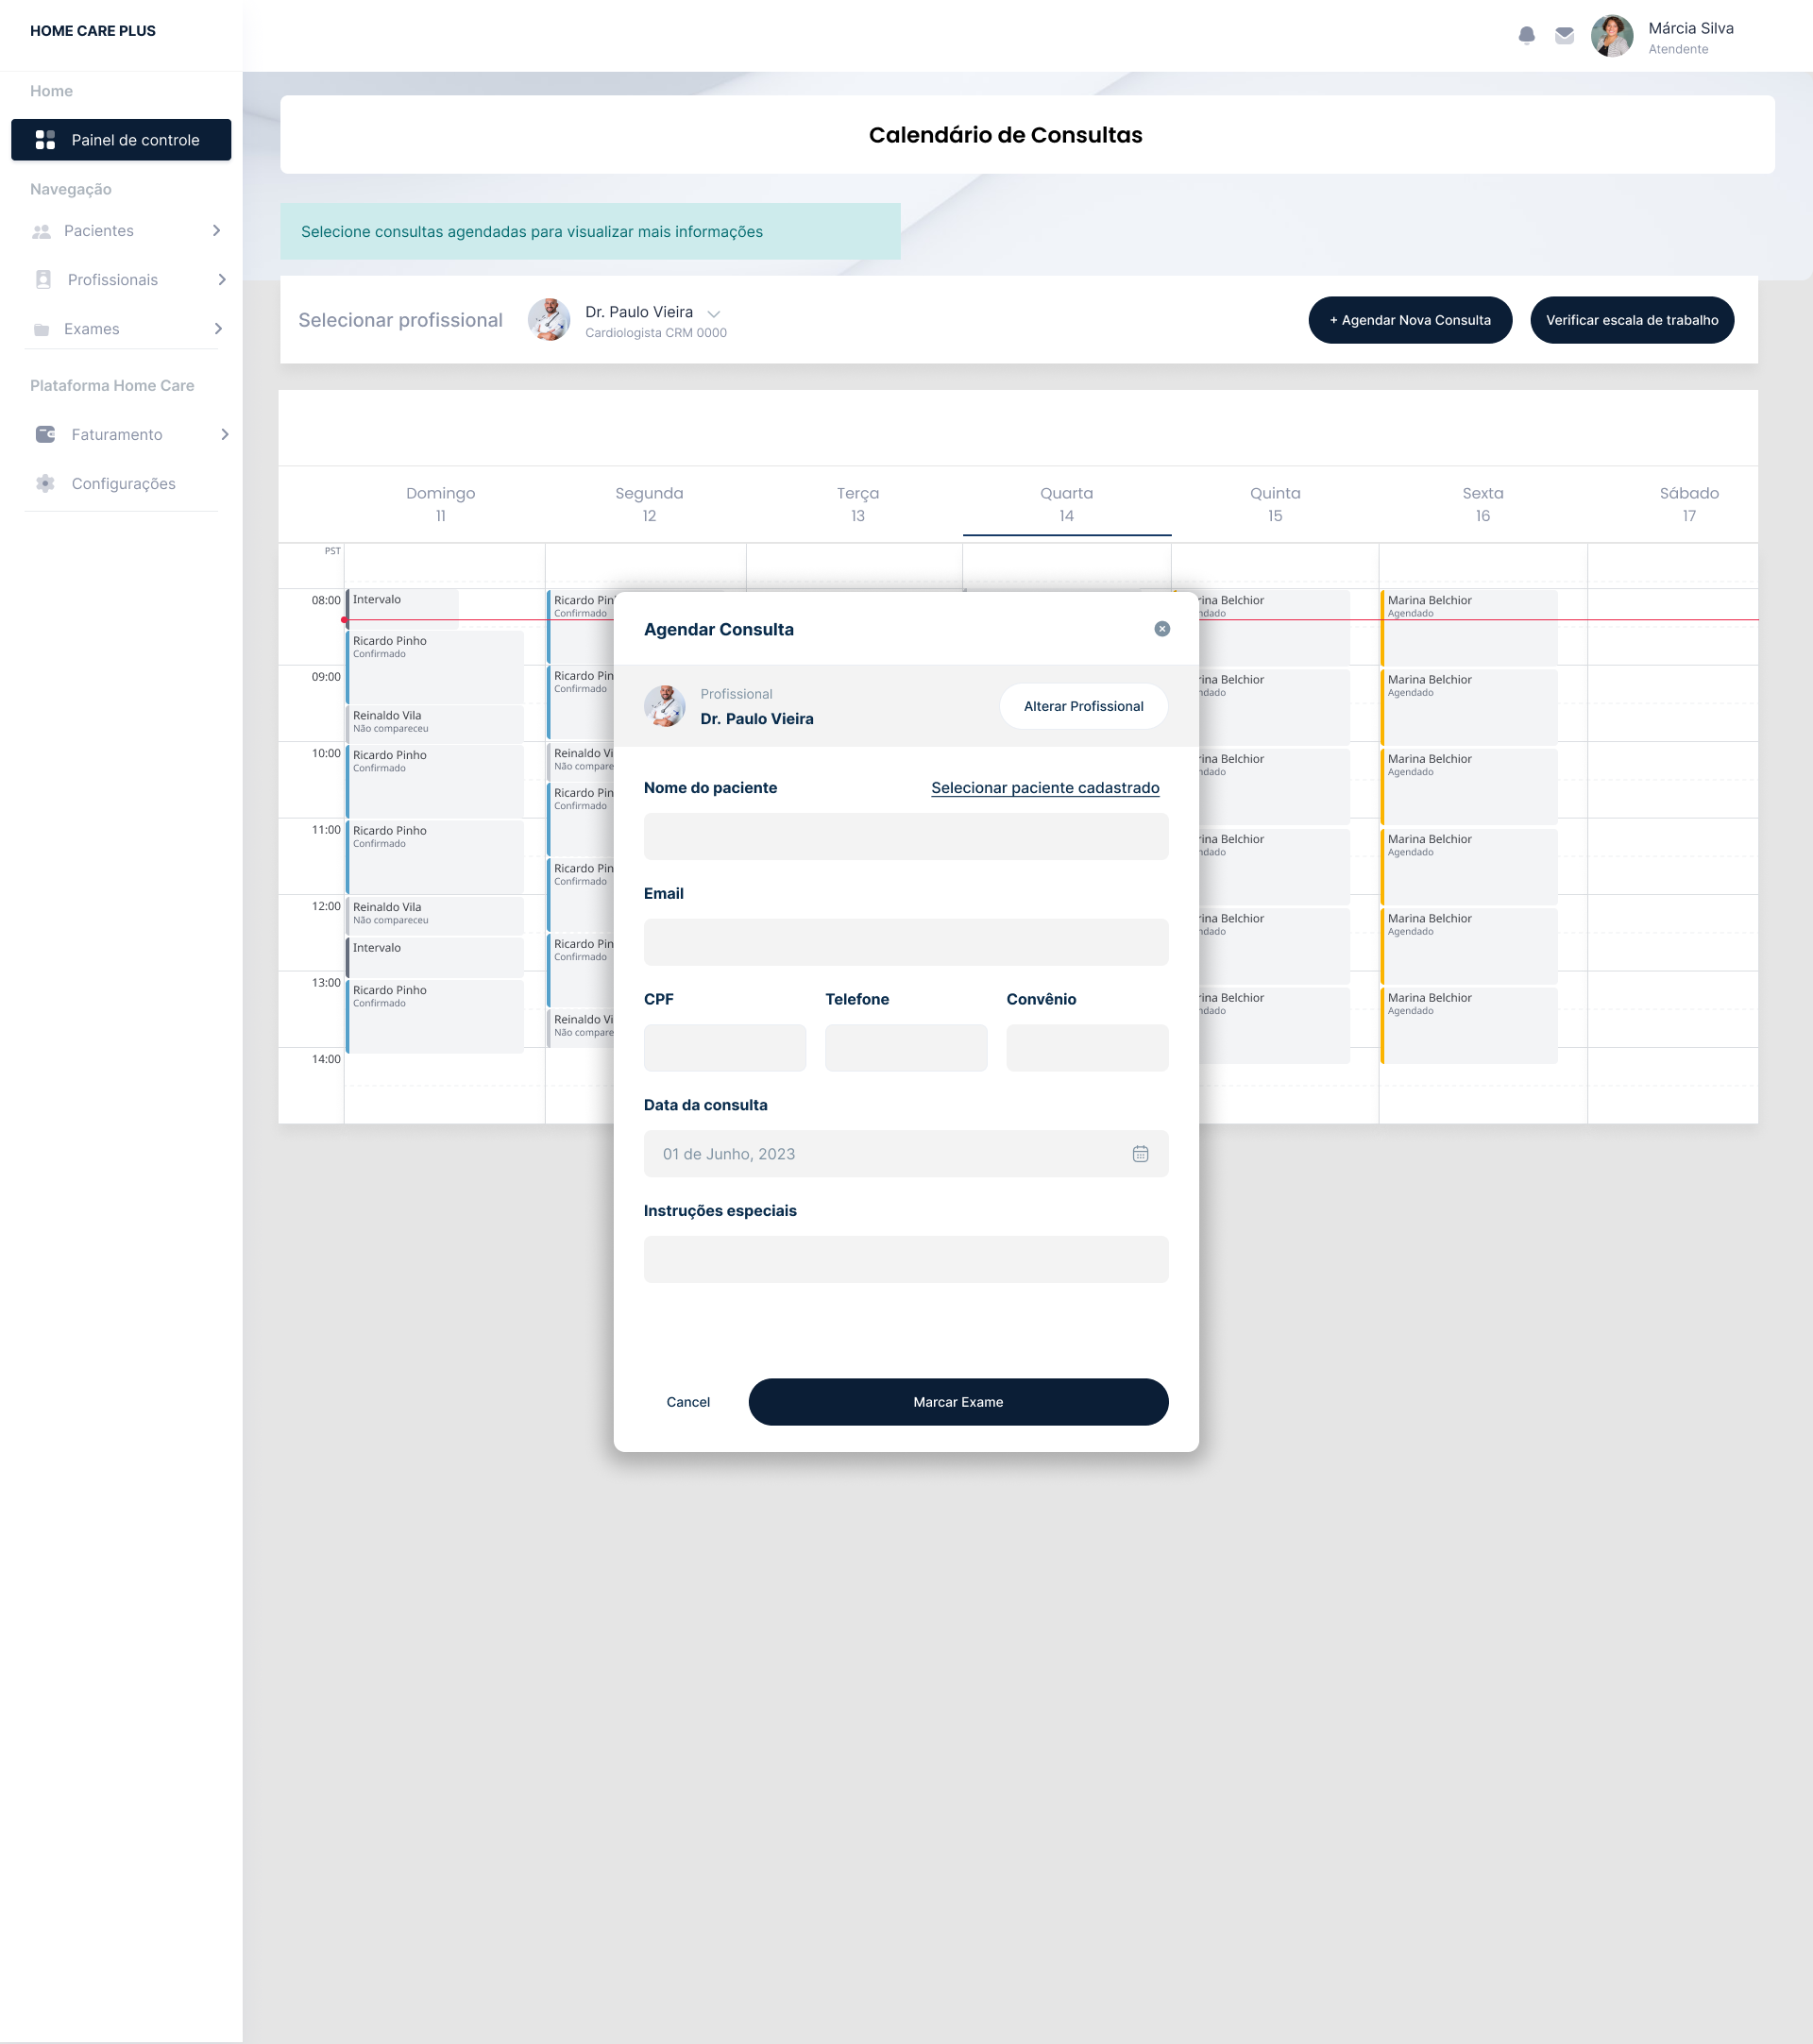 HOME CARE PLUS
Márcia Silva
Atendente
Home
Painel de controle
Navegação
Pacientes
Profissionais
Exames
Plataforma Home Care
Faturamento
Configurações
Calendário de Consultas
Selecione consultas agendadas para visualizar mais informações
Selecionar profissional
Dr. Paulo Vieira
Cardiologista CRM 0000
+ Agendar Nova Consulta
Verificar escala de trabalho
Domingo
11
Segunda
12
Terça
13
Quarta
14
Quinta
15
Sexta
16
Sábado
17
PST
08:00
09:00
10:00
11:00
12:00
13:00
14:00
Intervalo
Ricardo Pinho
Confirmado
Reinaldo Vila
Não compareceu
Ricardo Pinho
Confirmado
Ricardo Pinho
Confirmado
Reinaldo Vila
Não compareceu
Intervalo
Ricardo Pinho
Confirmado
Ricardo Pin
Confirmado
Ricardo Pin
Confirmado
Reinaldo Vi
Não compare
Ricardo Pin
Confirmado
Ricardo Pin
Confirmado
Ricardo Pin
Confirmado
Reinaldo Vi
Não compare
Agendar Consulta
Profissional
Dr. Paulo Vieira
Alterar Profissional
Nome do paciente
Selecionar paciente cadastrado
Email
CPF
Telefone
Convênio
Data da consulta
01 de Junho, 2023
Instruções especiais
Cancel
Marcar Exame
rina Belchior
ndado
rina Belchior
ndado
rina Belchior
ndado
rina Belchior
ndado
rina Belchior
ndado
rina Belchior
ndado
Marina Belchior
Agendado
Marina Belchior
Agendado
Marina Belchior
Agendado
Marina Belchior
Agendado
Marina Belchior
Agendado
Marina Belchior
Agendado